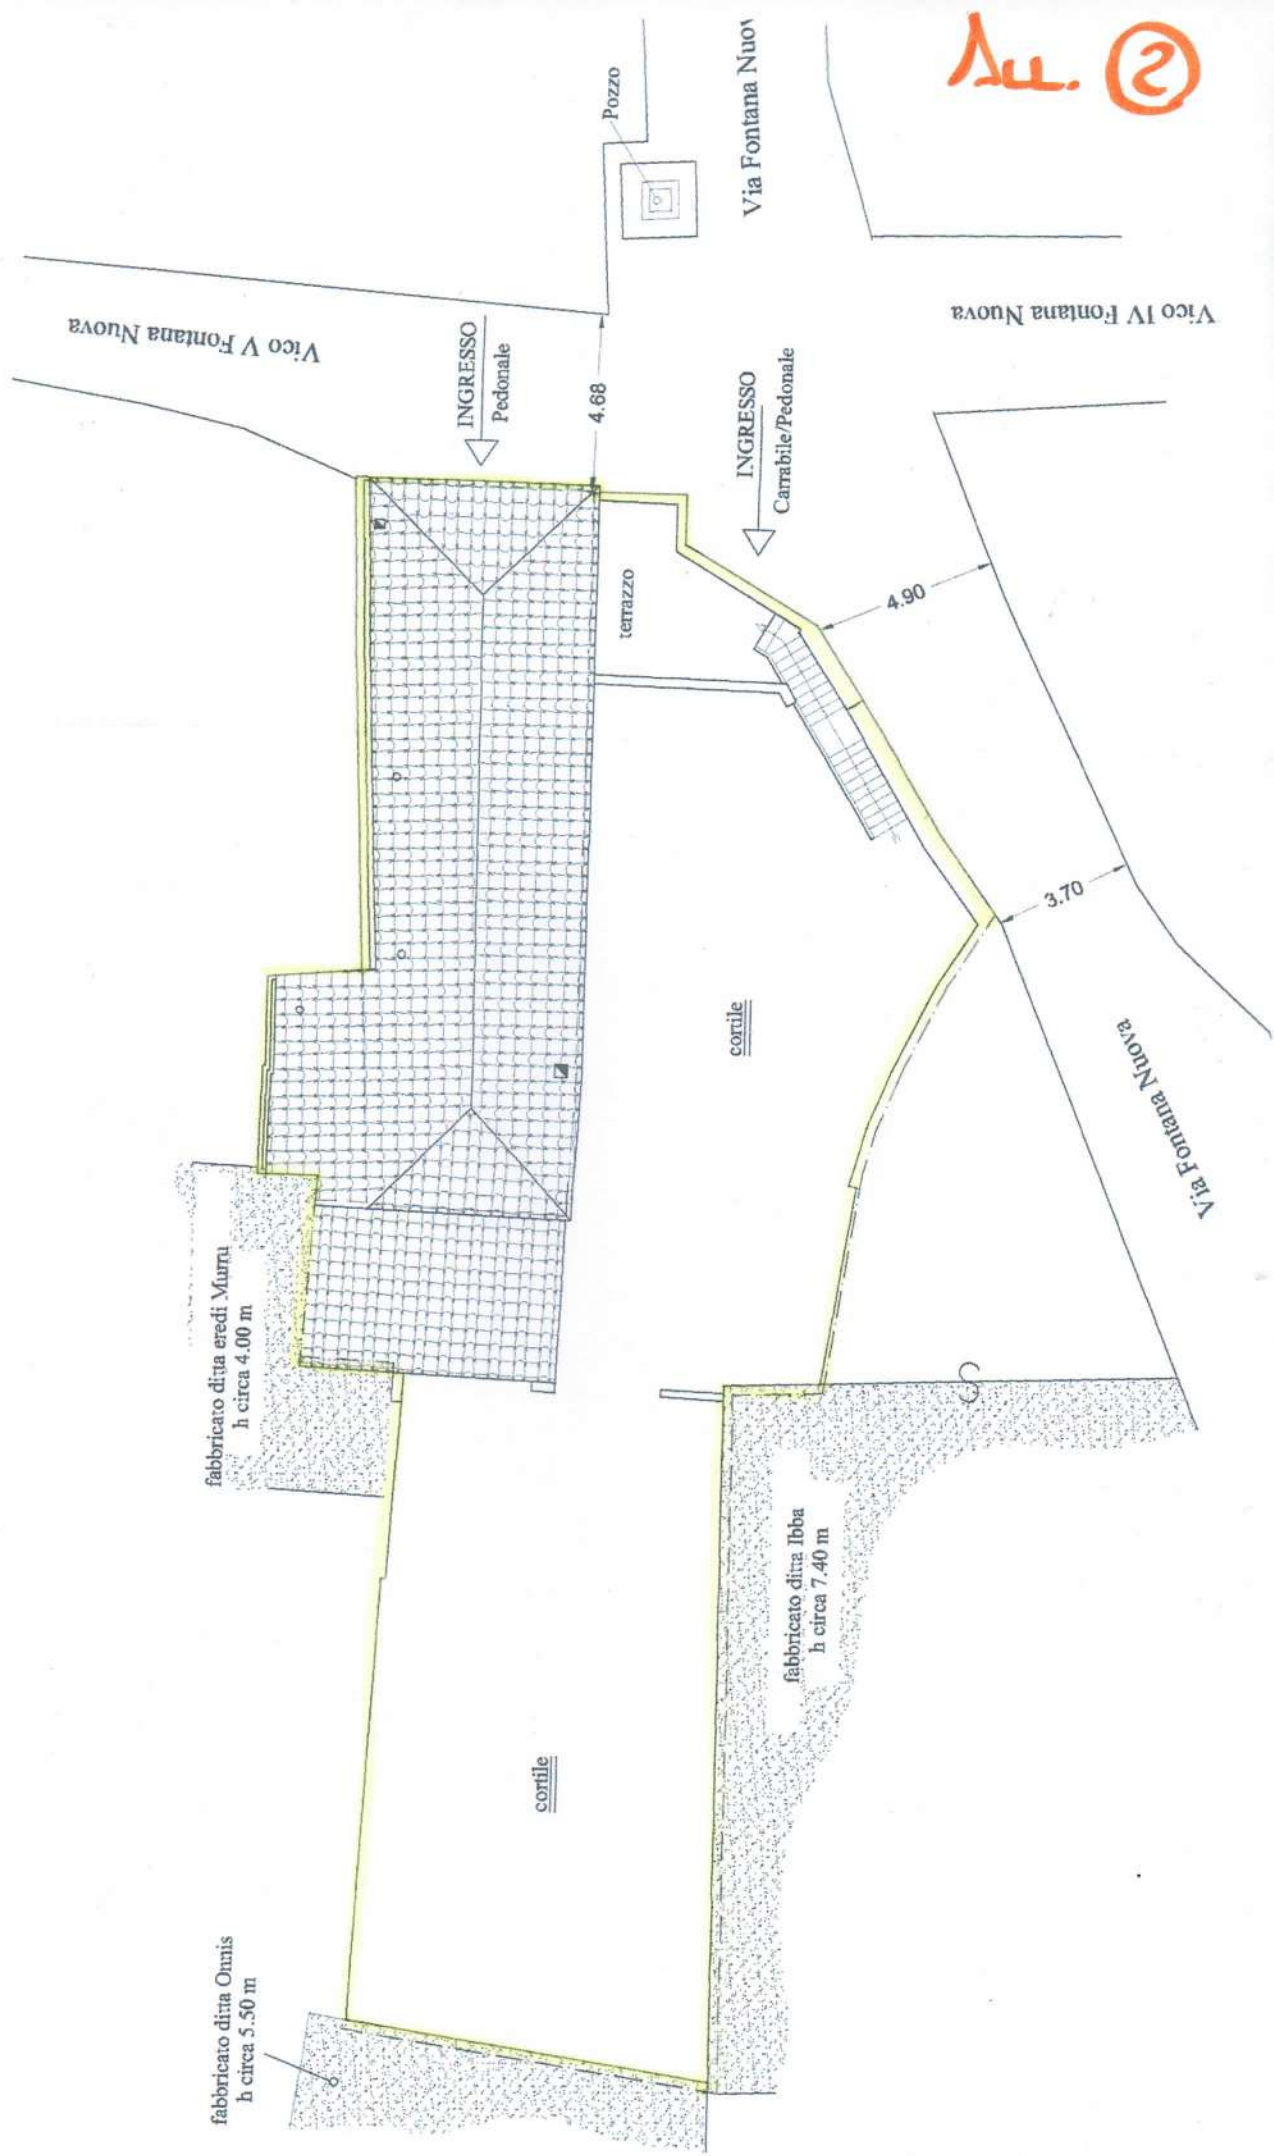 Pozzo
Via Fontana Nuov
Vico V Fontana Nuova
INGRESSO
Pedonale
4.68
INGRESSO
Carrabile/Pedonale
Vico IV Fontana Nuova
terrazzo
4.90
3.70
cortile
Via Fontana Nuova
fabbricato ditta eredi Murru
h circa 4.00 m
fabbricato ditta Ibba
h circa 7.40 m
cortile
fabbricato ditta Onnis
h circa 5.50 m
S
2